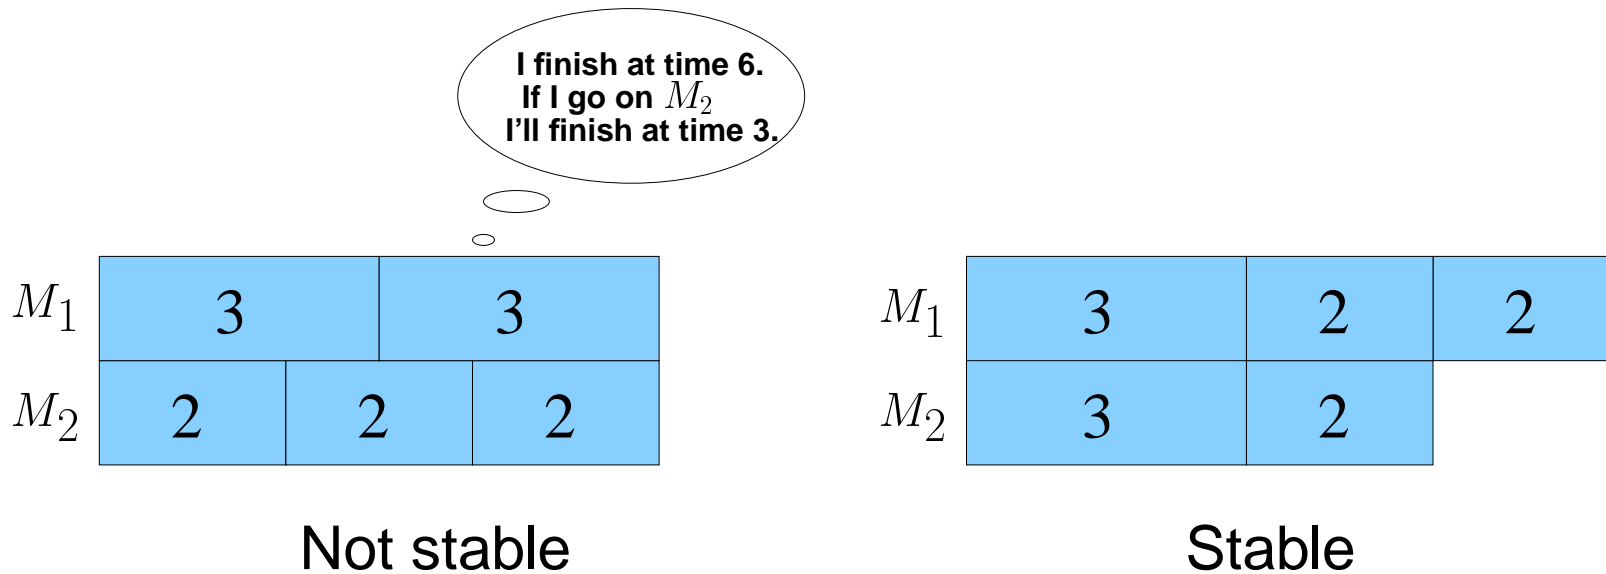 I finish at time 6.
If I go on M₂
I'll finish at time 3.
M₁ 3 3
M₂ 2 2 2
Not stable
M₁ 3 2 2
M₂ 3 2
Stable